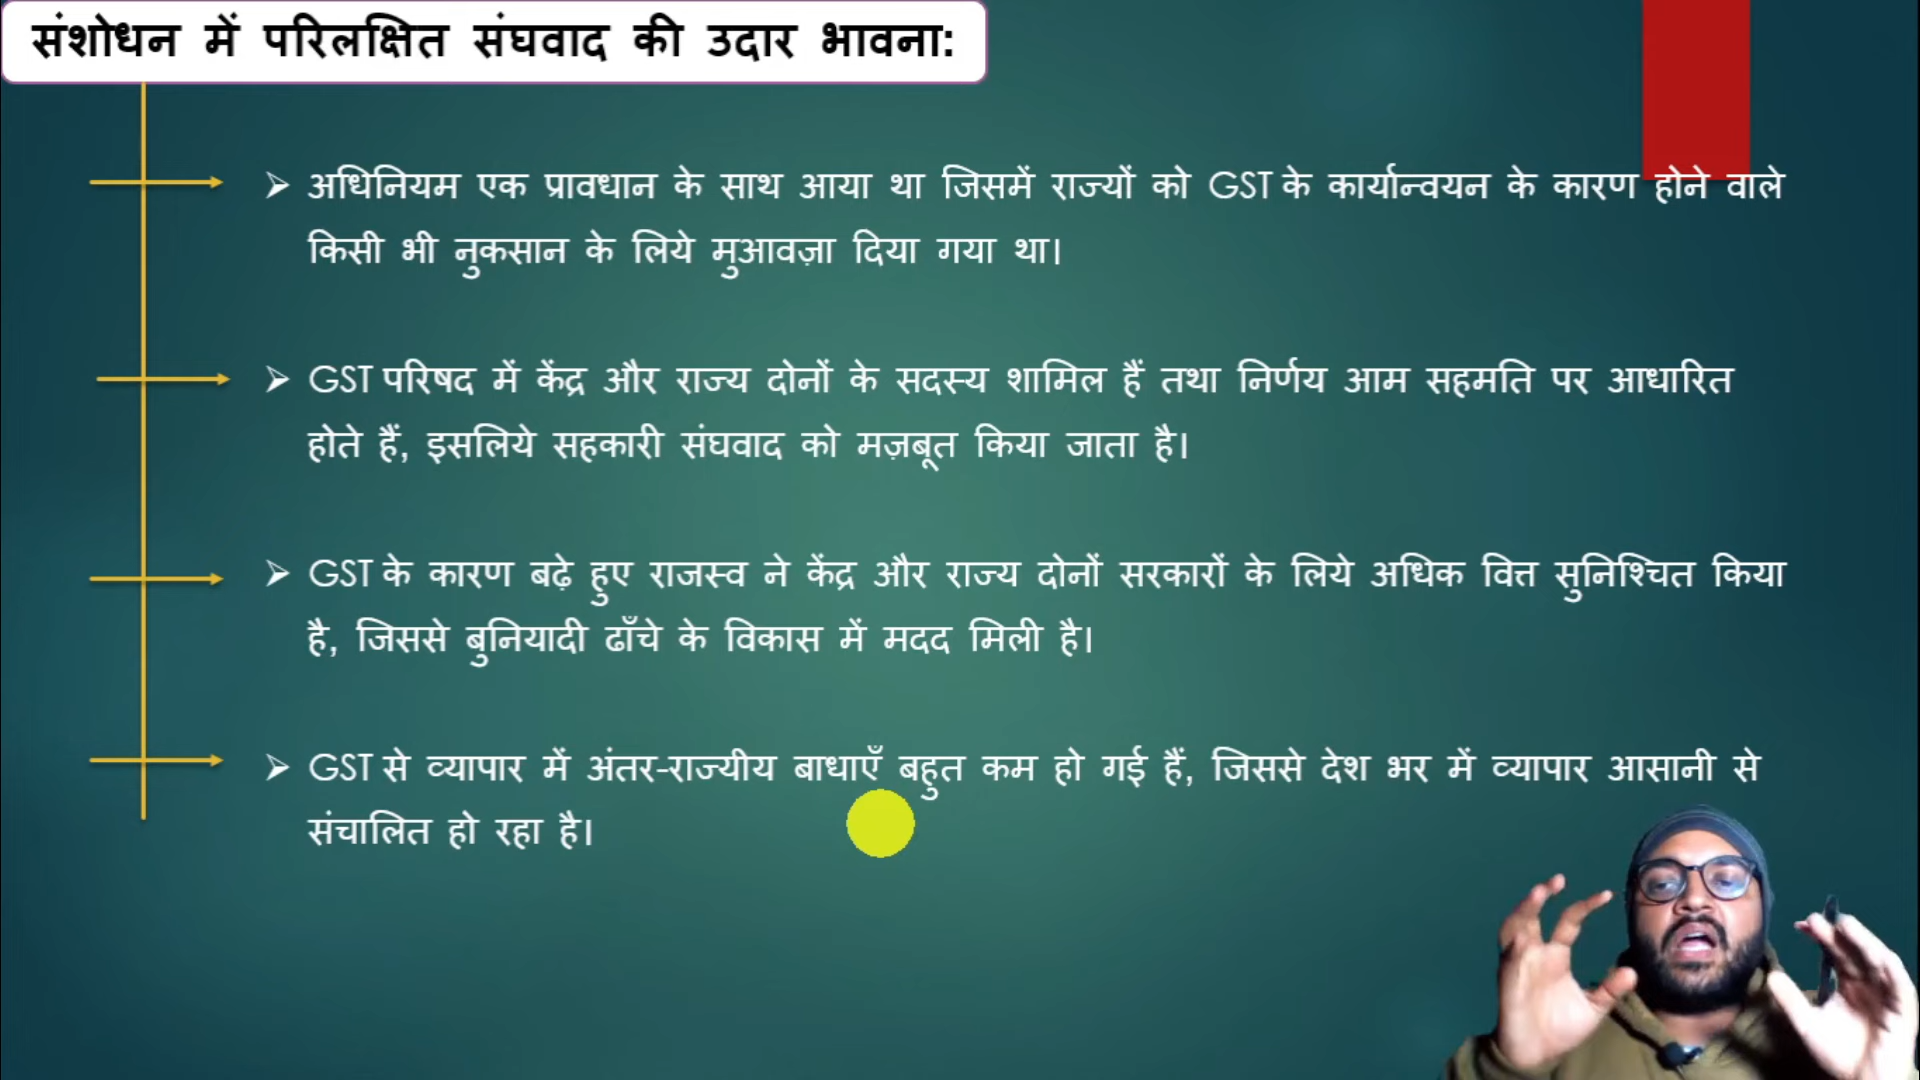 संशोधन में परिलक्षित संघवाद की उदार भावना:
➢ अधिनियम एक प्रावधान के साथ आया था जिसमें राज्यों को GST के कार्यान्वयन के कारण होने वाले
किसी भी नुकसान के लिये मुआवज़ा दिया गया था।
➢ GST परिषद में केंद्र और राज्य दोनों के सदस्य शामिल हैं तथा निर्णय आम सहमति पर आधारित
होते हैं, इसलिये सहकारी संघवाद को मज़बूत किया जाता है।
➢ GST के कारण बढ़े हुए राजस्व ने केंद्र और राज्य दोनों सरकारों के लिये अधिक वित्त सुनिश्चित किया
है, जिससे बुनियादी ढाँचे के विकास में मदद मिली है।
➢ GST से व्यापार में अंतर-राज्यीय बाधाएँ बहुत कम हो गई हैं, जिससे देश भर में व्यापार आसानी से
संचालित हो रहा है।